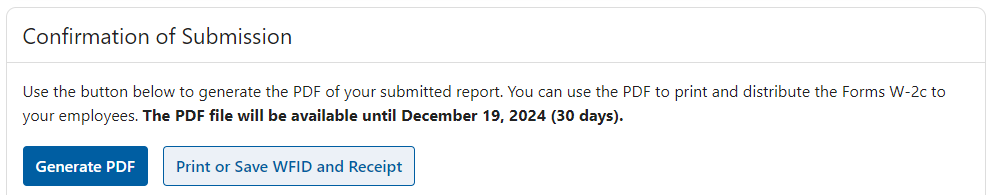 Confirmation of Submission
Use the button below to generate the PDF of your submitted report. You can use the PDF to print and distribute the Forms W-2c to
your employees. The PDF file will be available until December 19, 2024 (30 days).
Generate PDF
Print or Save WFID and Receipt